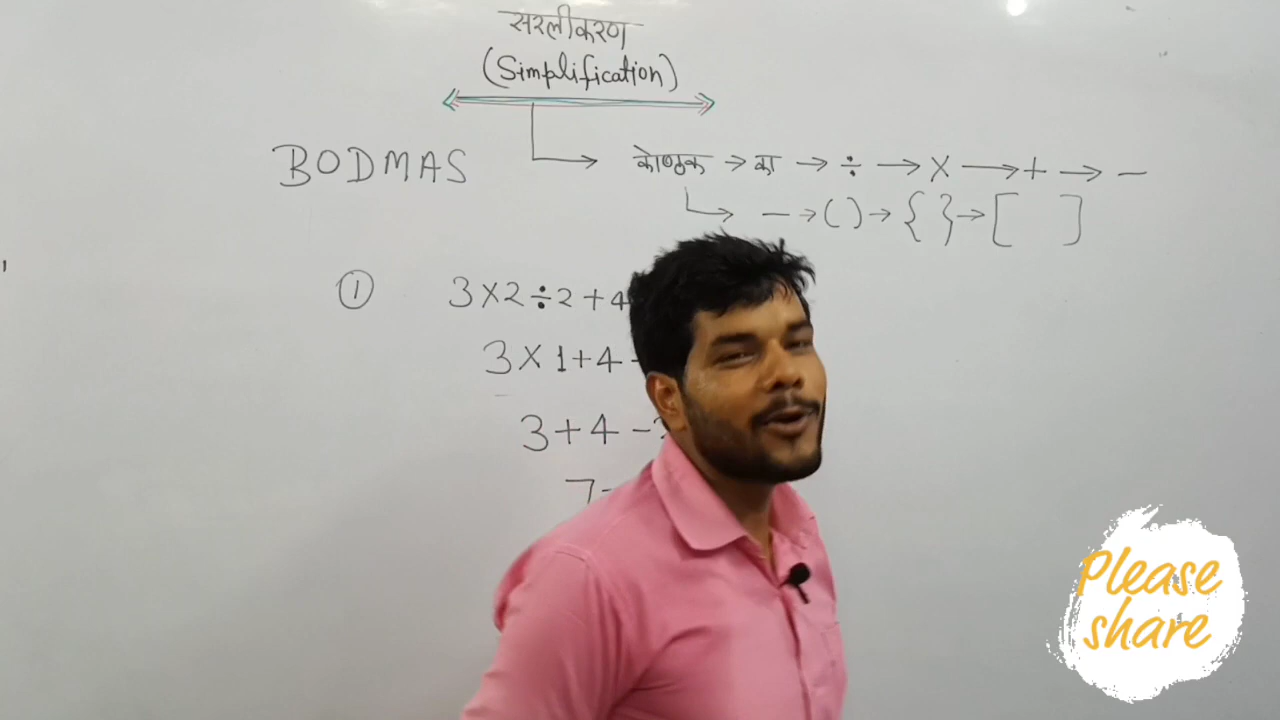 सरलीकरण
(Simplification)
BODMAS कोष्ठक → का → ÷ → × → + → −
— → ( ) → { } → [ ]
① 3×2÷2+4
3×1+4-
3+4-
7-
Please
share